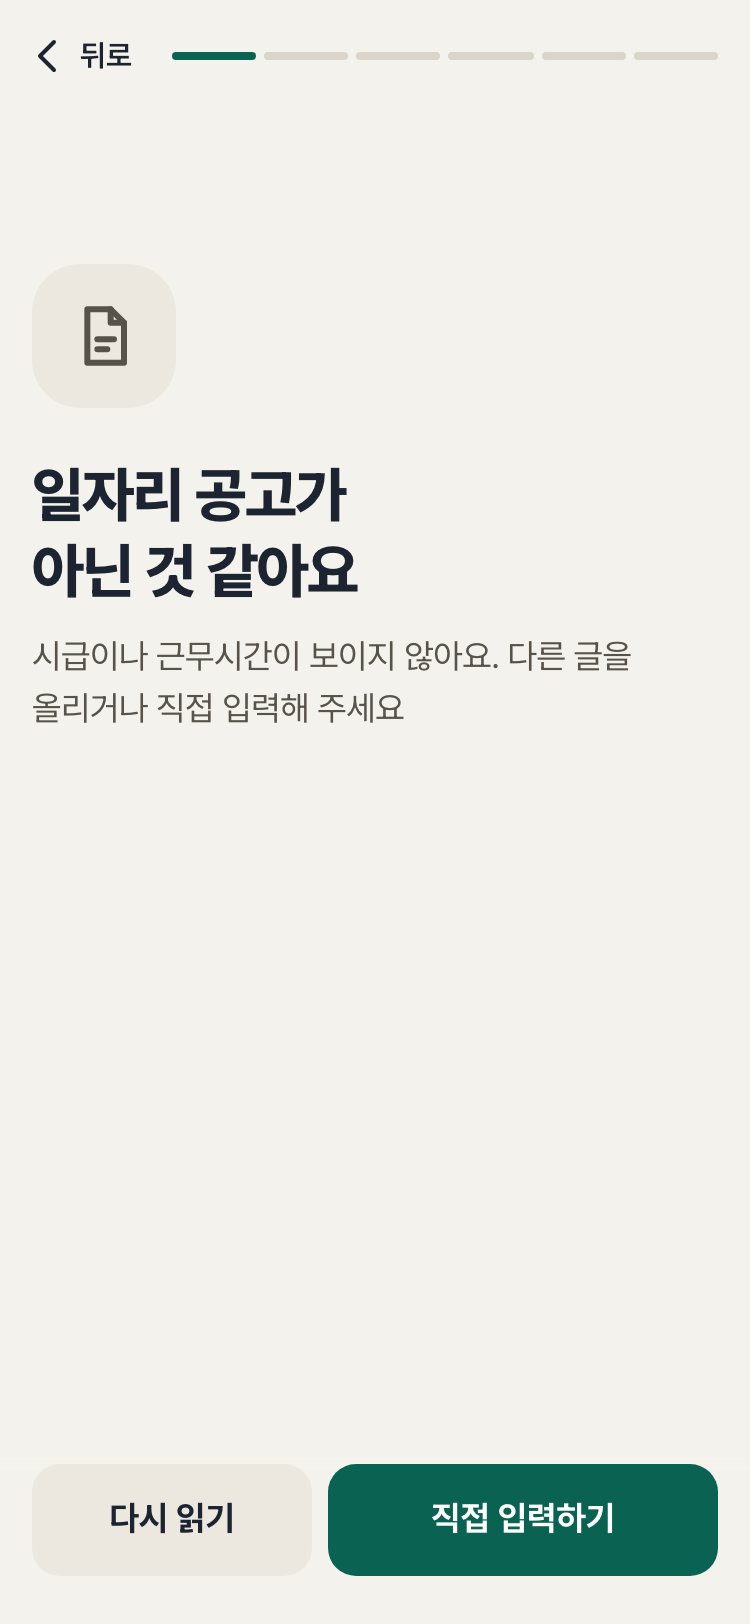 뒤로
일자리 공고가
아닌 것 같아요
시급이나 근무시간이 보이지 않아요. 다른 글을
올리거나 직접 입력해 주세요
다시 읽기
직접 입력하기